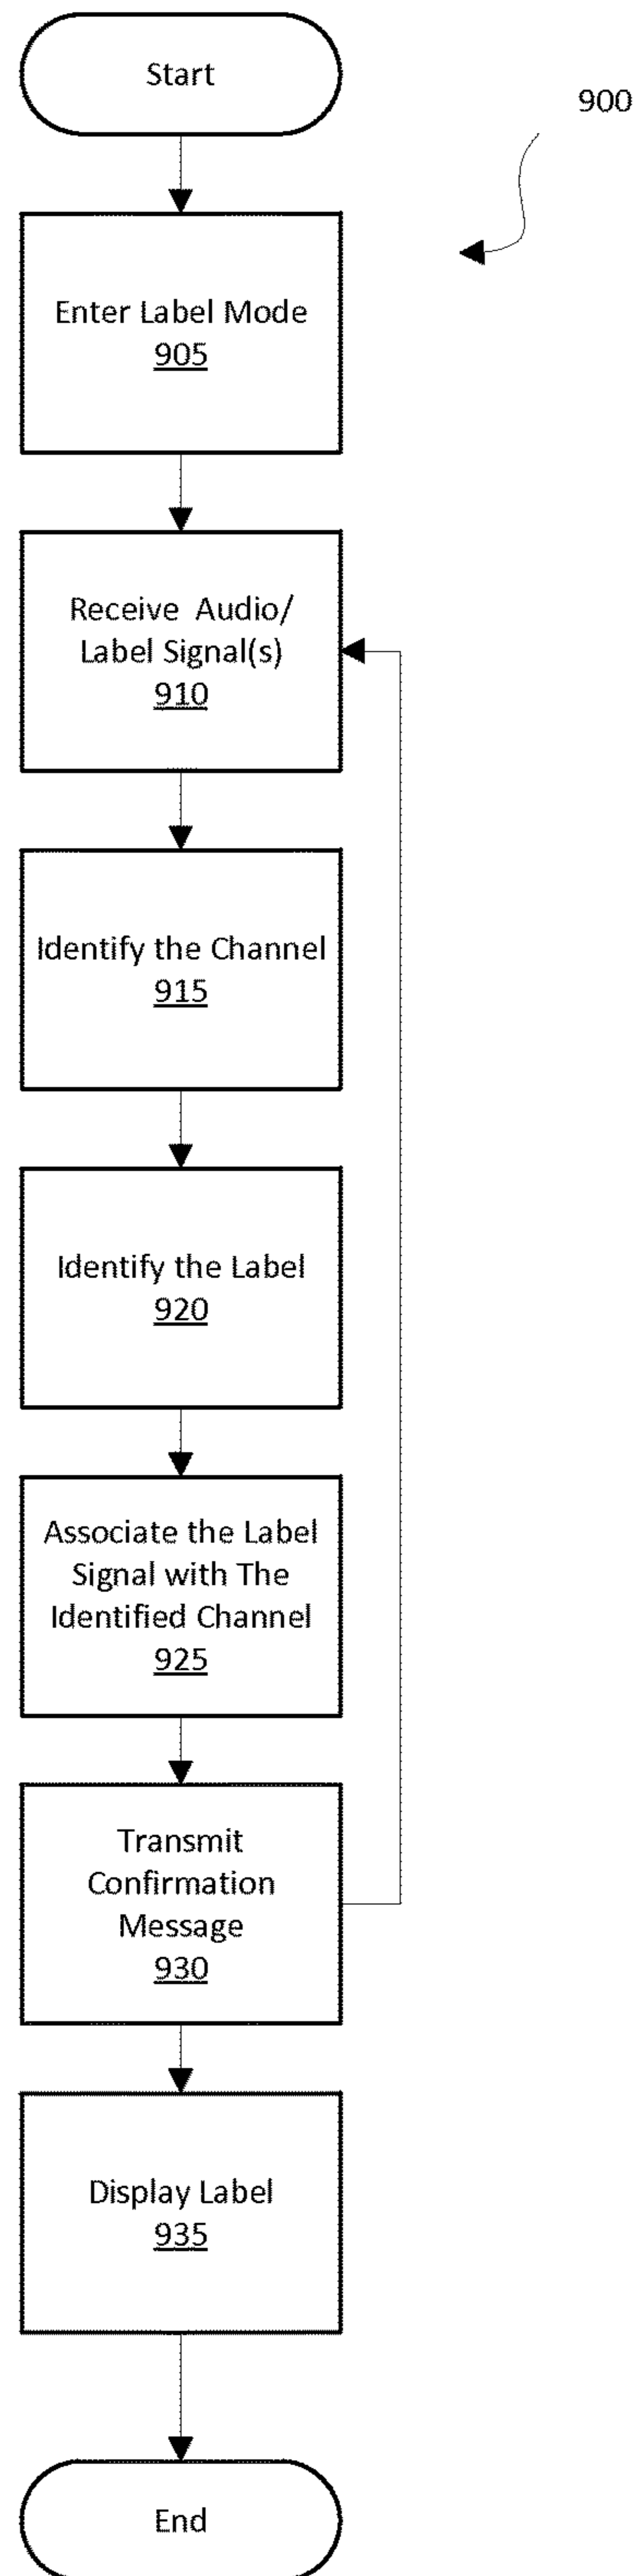 Start
900
Enter Label Mode
905
Receive Audio/
Label Signal(s)
910
Identify the Channel
915
Identify the Label
920
Associate the Label
Signal with The
Identified Channel
925
Transmit
Confirmation
Message
930
Display Label
935
End